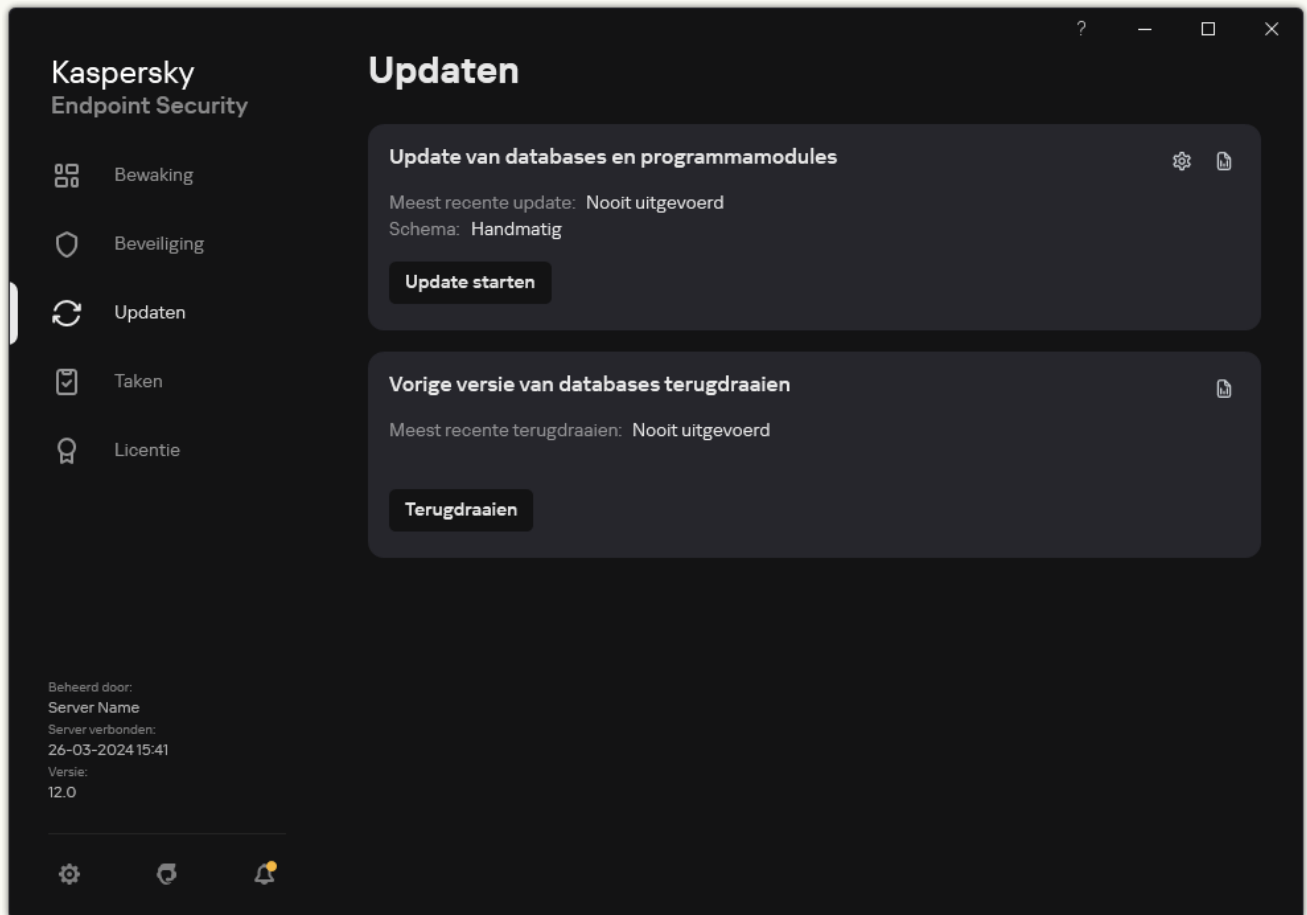 ?
Kaspersky
Endpoint Security
Bewaking
Beveiliging
Updaten
Taken
Licentie
Beheerd door:
Server Name
Server verbonden:
26-03-2024 15:41
Versie:
12.0
Updaten
Update van databases en programmamodules
Meest recente update: Nooit uitgevoerd
Schema: Handmatig
Update starten
Vorige versie van databases terugdraaien
Meest recente terugdraaien: Nooit uitgevoerd
Terugdraaien